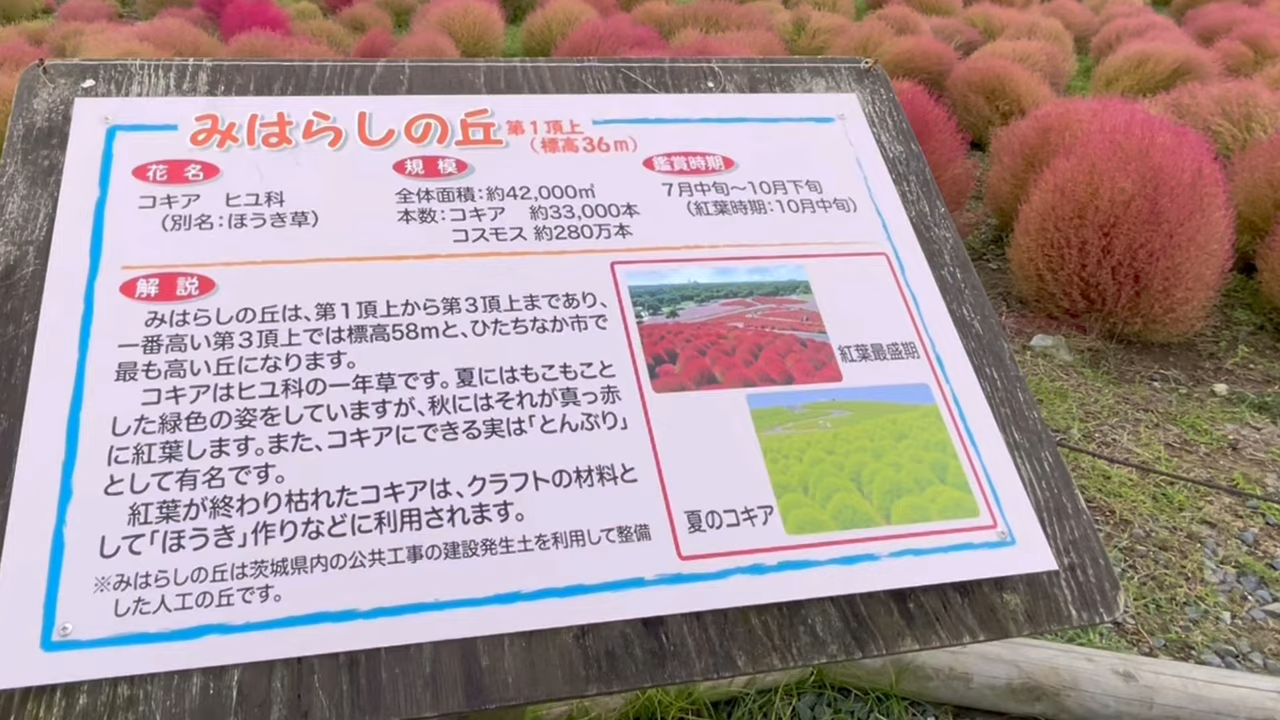 みはらしの丘 第1頂上
（標高36m）
花名
コキア ヒユ科
（別名：ほうき草）
規模
全体面積：約42,000㎡
本数：コキア 約33,000本
コスモス 約280万本
鑑賞時期
7月中旬～10月下旬
（紅葉時期：10月中旬）
解説
みはらしの丘は、第1頂上から第3頂上まであり、
一番高い第3頂上では標高58mと、ひたちなか市で
最も高い丘になります。
コキアはヒユ科の一年草です。夏にはもこもこと
した緑色の姿をしていますが、秋にはそれが真っ赤
に紅葉します。また、コキアにできる実は「とんぶり」
として有名です。
紅葉が終わり枯れたコキアは、クラフトの材料と
して「ほうき」作りなどに利用されます。
※みはらしの丘は茨城県内の公共工事の建設発生土を利用して整備
した人工の丘です。
紅葉最盛期
夏のコキア